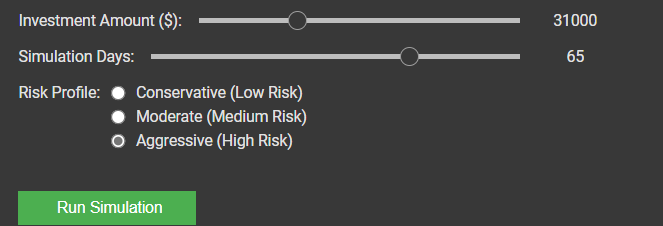 Investment Amount ($): 31000
Simulation Days: 65
Risk Profile: Conservative (Low Risk)
Moderate (Medium Risk)
Aggressive (High Risk)
Run Simulation